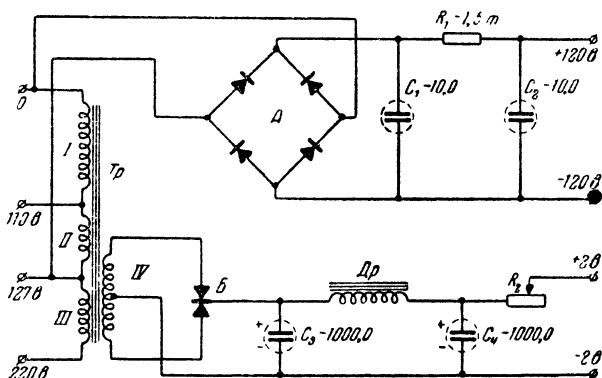 R₁-1,5 т
+120 в
C₁-10,0
C₂-10,0
А
0
I
Тр
-120 в
110 в
II
IV
+2 в
Др
R₂
Б
127 в
C₃-1000,0
C₄-1000,0
+
-
+
-
III
220 в
-2 в